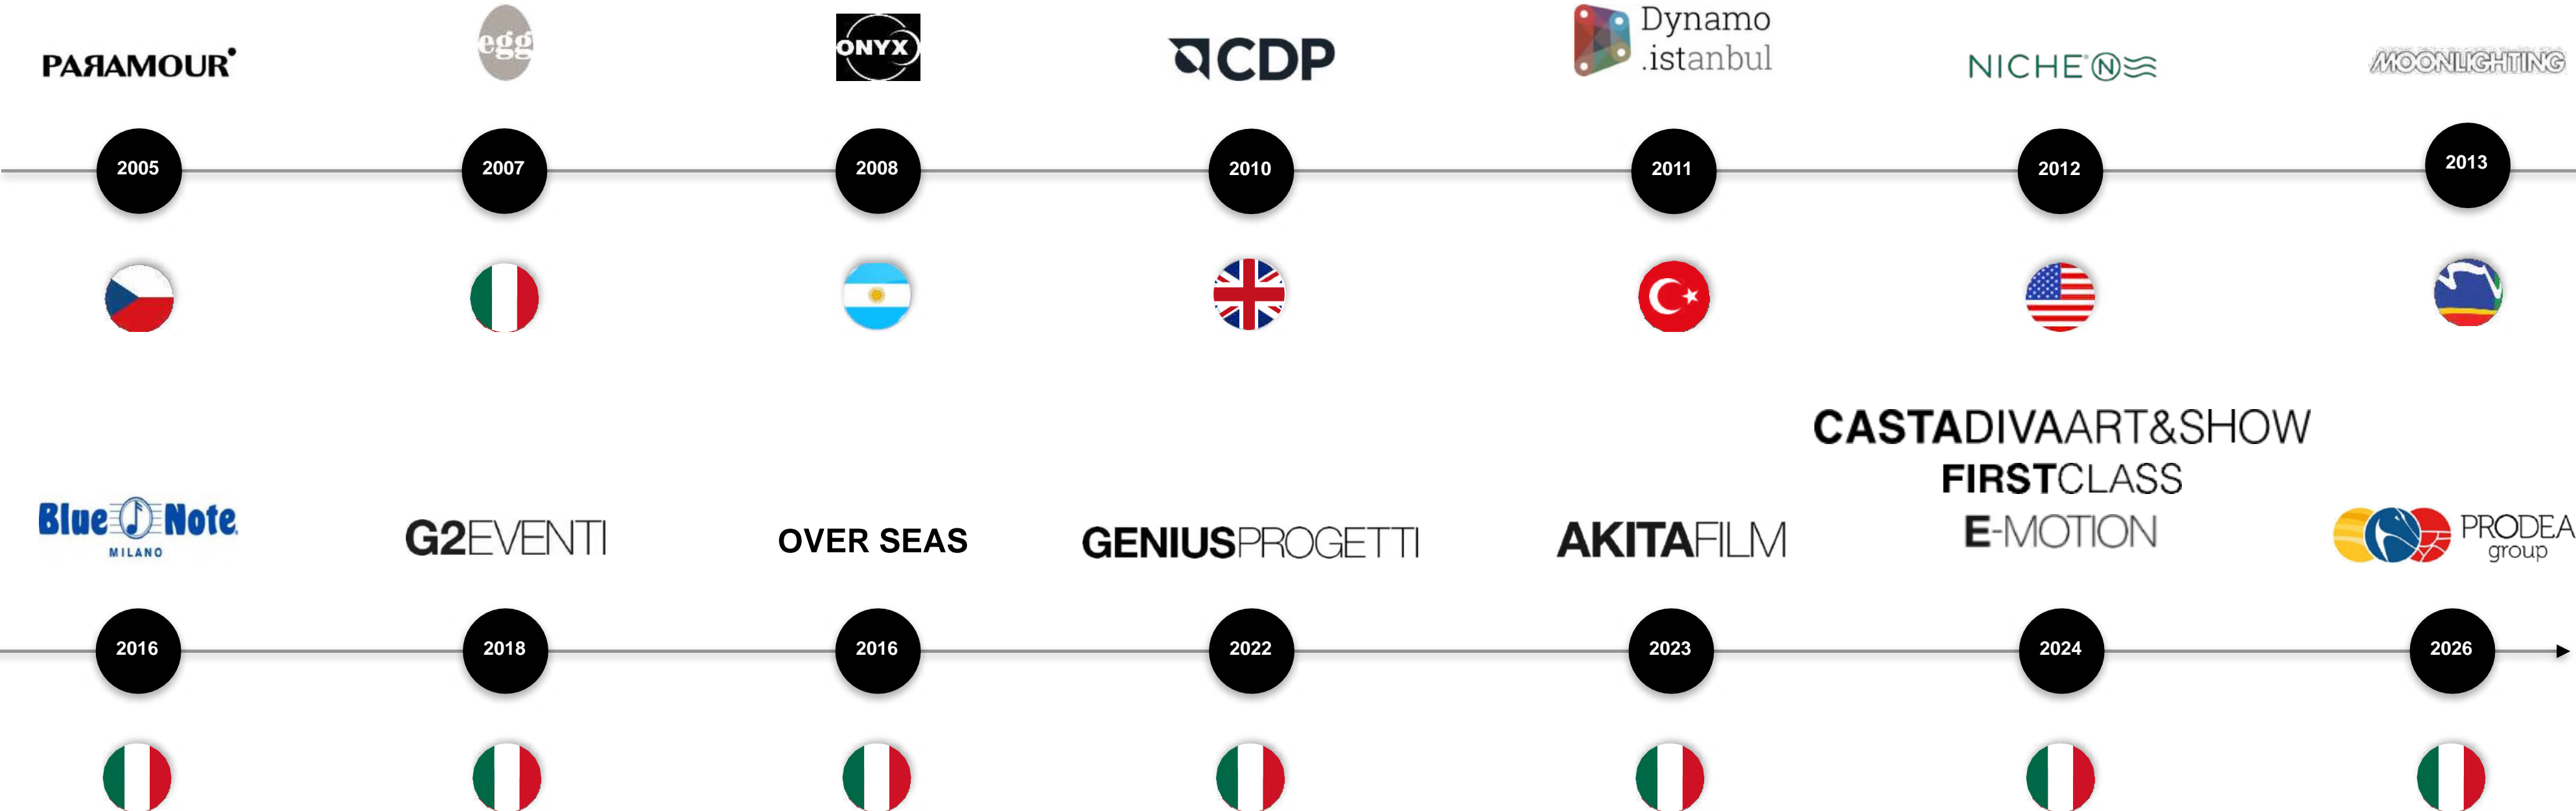 PAЯAMOUR
egg
ONYX
CDP
Dynamo
.istanbul
NICHE N
MOONLIGHTING
2005
2007
2008
2010
2011
2012
2013
CASTADIVAART&SHOW
FIRSTCLASS
E-MOTION
Blue Note
MILANO
G2EVENTI
OVER SEAS
GENIUSPROGETTI
AKITAFILM
PRODEA
group
2016
2018
2016
2022
2023
2024
2026